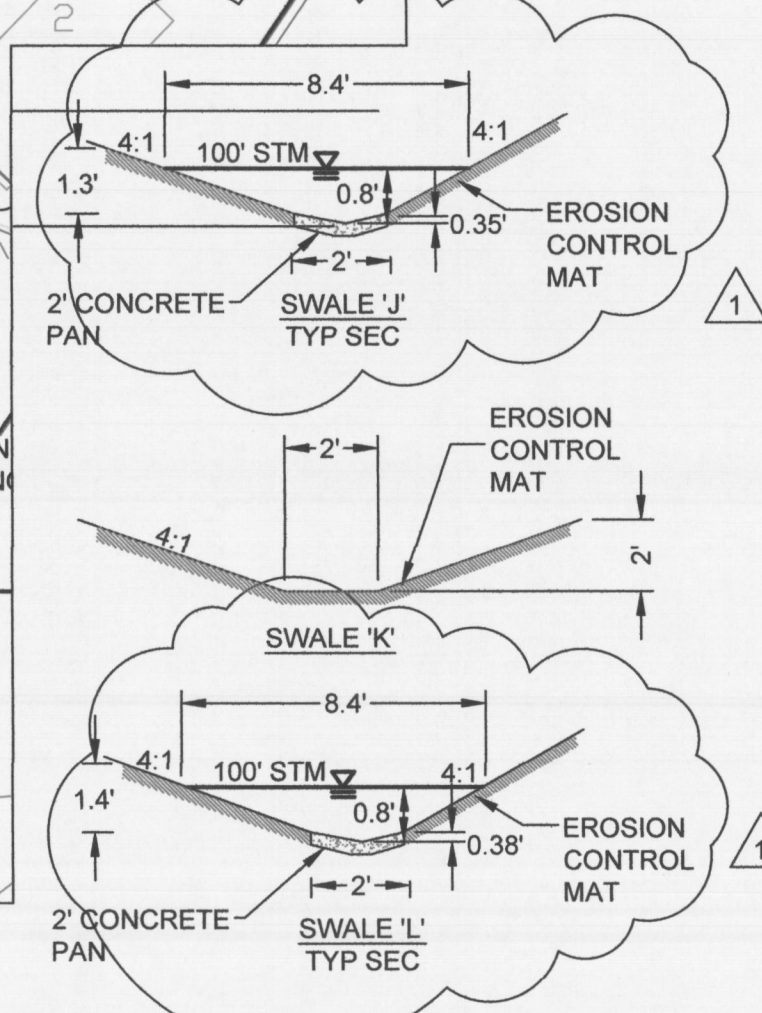 2
8.4'
4:1
100' STM
4:1
1.3'
0.8'
0.35'
EROSION
CONTROL
MAT
2'
2' CONCRETE
PAN
SWALE 'J'
TYP SEC
1
2'
EROSION
CONTROL
MAT
4:1
2'
SWALE 'K'
8.4'
4:1
100' STM
4:1
1.4'
0.8'
0.38'
EROSION
CONTROL
MAT
1
2'
2' CONCRETE
PAN
SWALE 'L'
TYP SEC